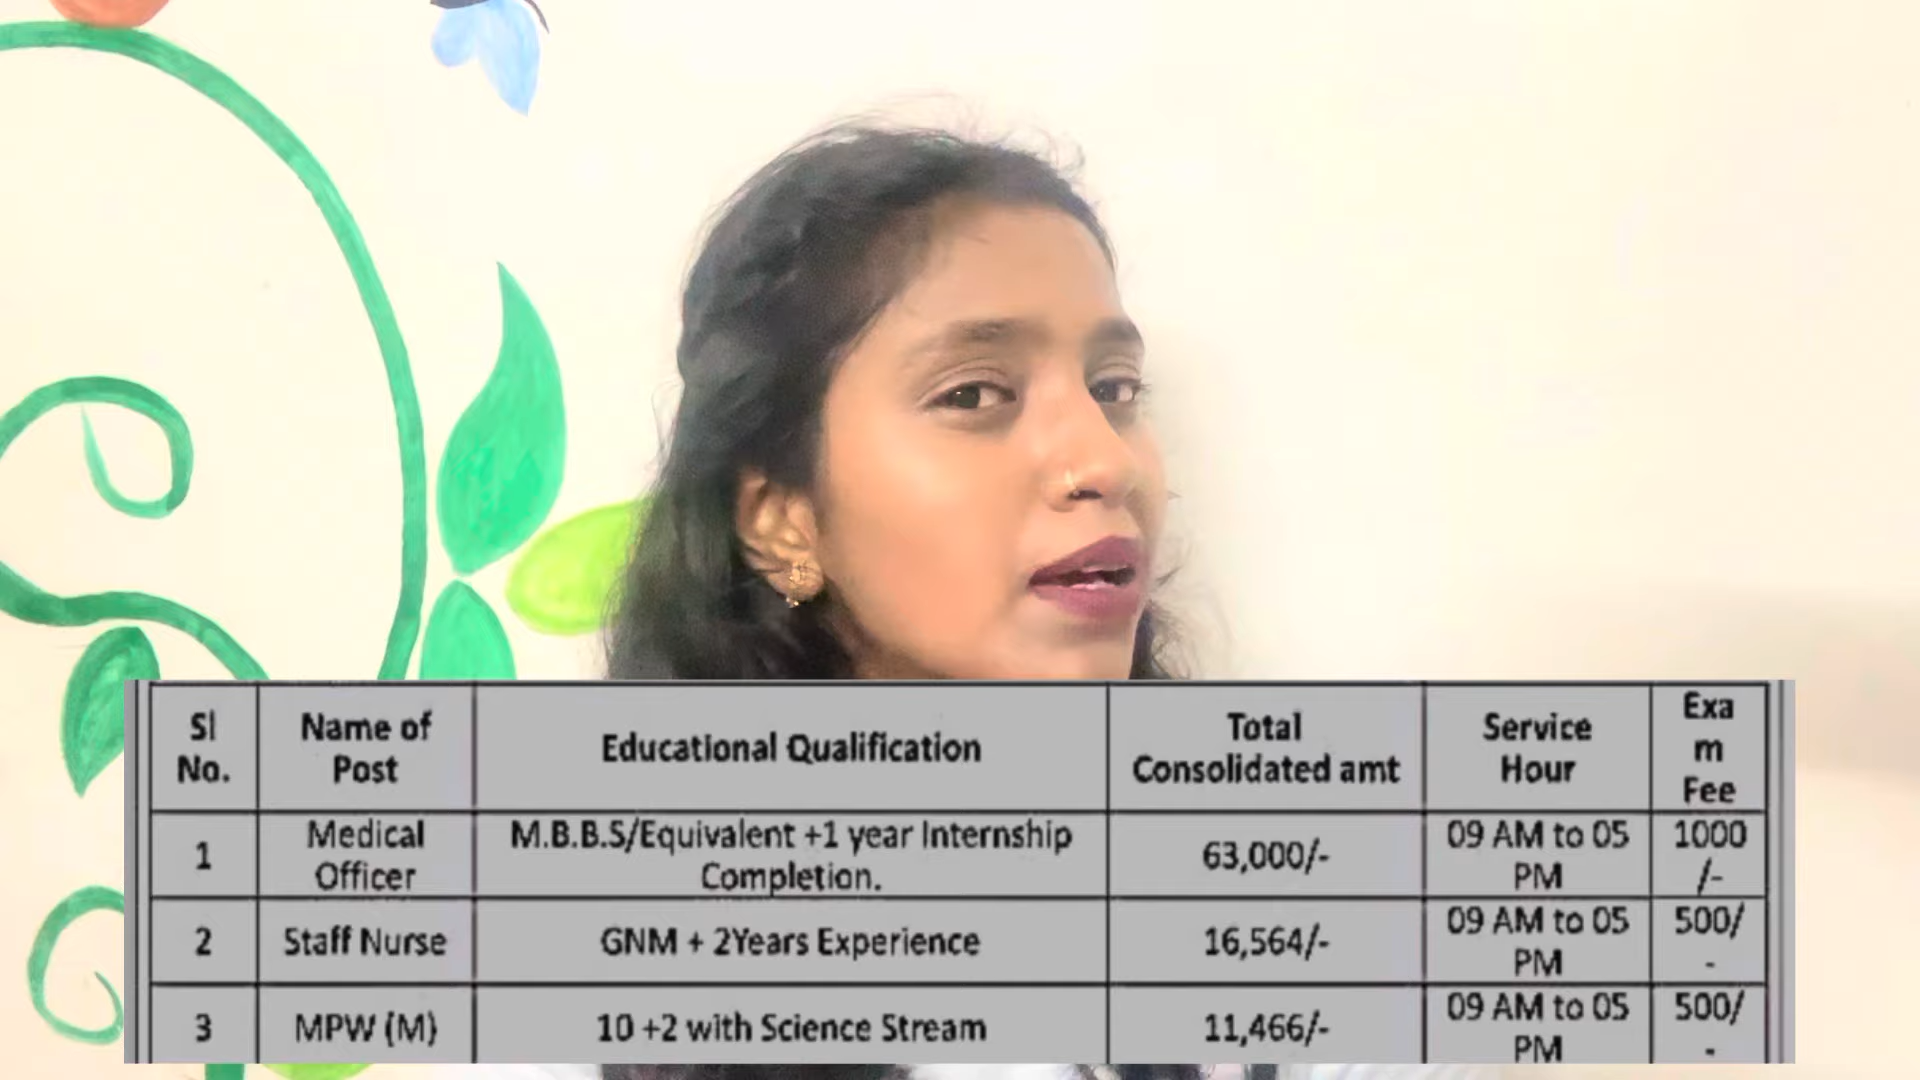 Sl No. | Name of Post | Educational Qualification | Total Consolidated amt | Service Hour | Exa m Fee
1 | Medical Officer | M.B.B.S/Equivalent +1 year Internship Completion. | 63,000/- | 09 AM to 05 PM | 1000 /-
2 | Staff Nurse | GNM + 2Years Experience | 16,564/- | 09 AM to 05 PM | 500/ -
3 | MPW (M) | 10 +2 with Science Stream | 11,466/- | 09 AM to 05 PM | 500/ -